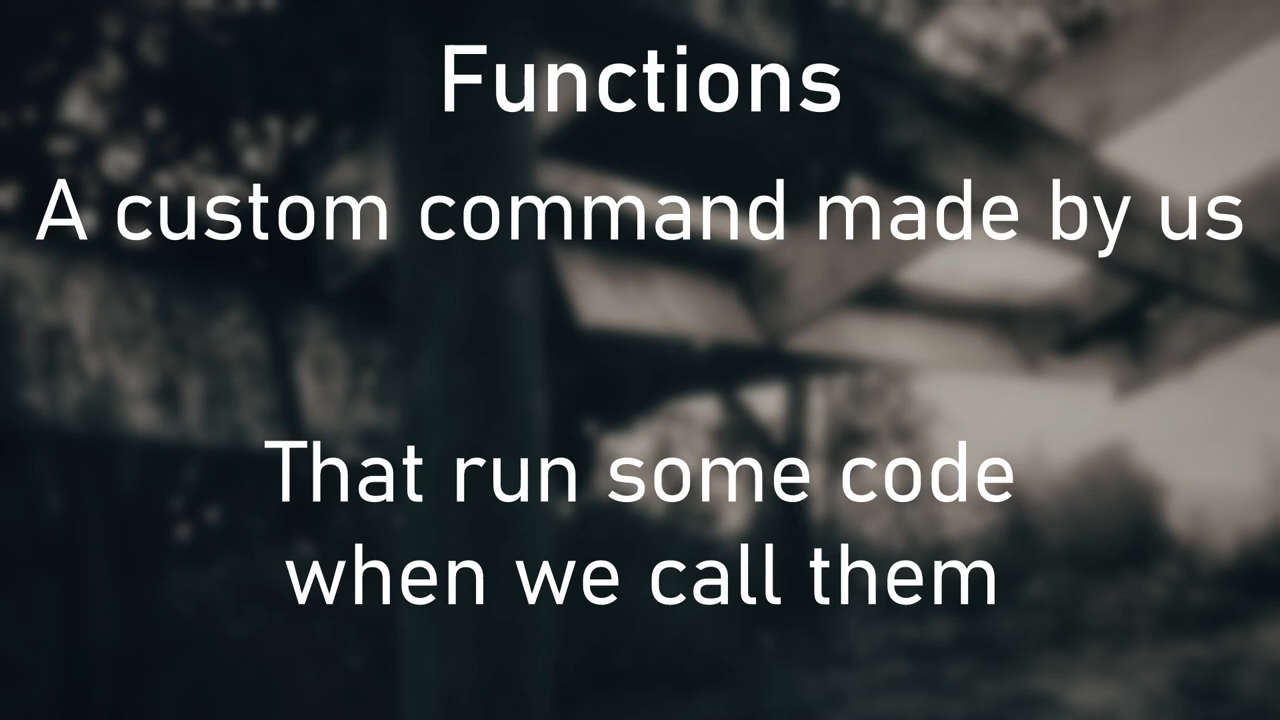 Functions
A custom command made by us
That run some code
when we call them